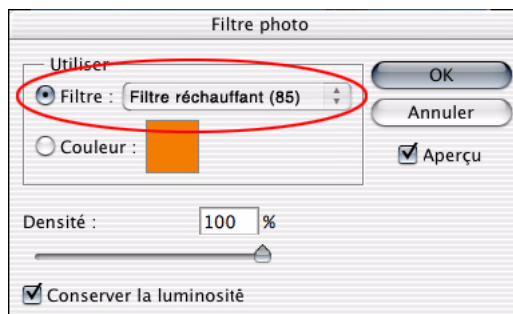 Filtre photo
Utiliser
Filtre : Filtre réchauffant (85)
Couleur :
OK
Annuler
Aperçu
Densité : 100 %
Conserver la luminosité